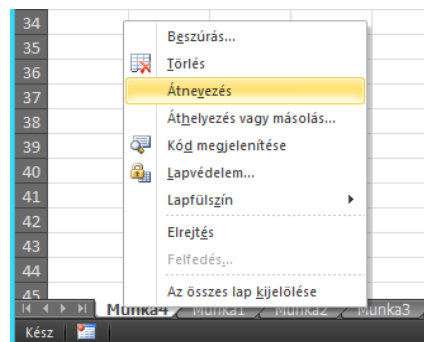 34
35
36
37
38
39
40
41
42
43
44
45
Beszúrás...
Törlés
Átnevezés
Áthelyezés vagy másolás...
Kód megjelenítése
Lapvédelem...
Lapfülszín
Elrejtés
Felfedés...
Az összes lap kijelölése
Munka4 Munka1 Munka2 Munka3
Kész